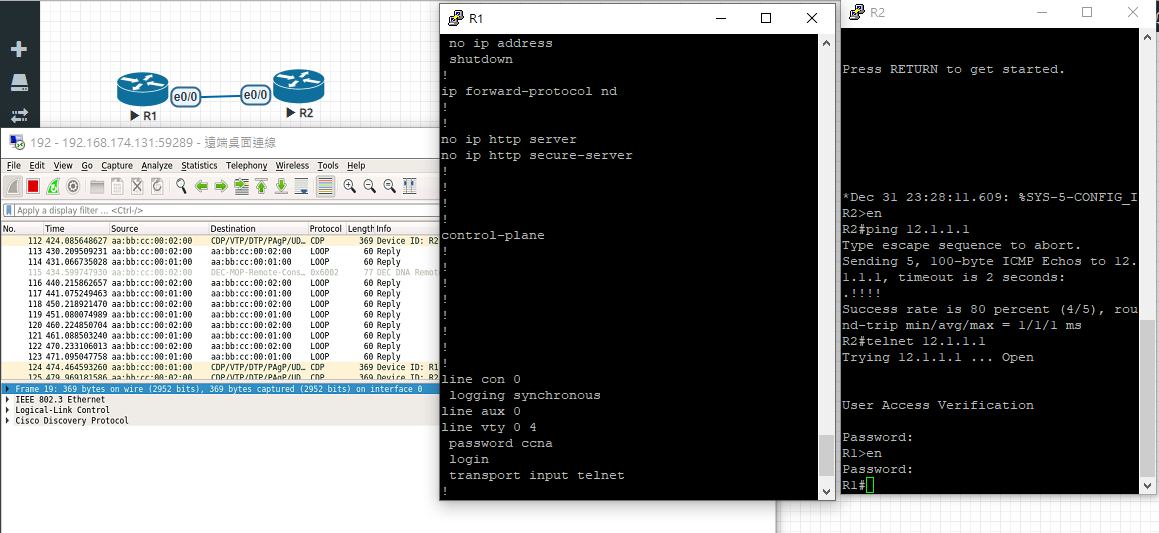 e0/0
e0/0
R1
R2
192 - 192.168.174.131:59289 - 遠端桌面連線
File Edit View Go Capture Analyze Statistics Telephony Wireless Tools Help
Apply a display filter ... <Ctrl-/>
No. Time Source Destination Protocol Length Info
112 424.085648627 aa:bb:cc:00:02:00 CDP/VTP/DTP/PAgP/UD… CDP 369 Device ID: R2
113 430.209509231 aa:bb:cc:00:02:00 aa:bb:cc:00:02:00 LOOP 60 Reply
114 431.066735028 aa:bb:cc:00:01:00 aa:bb:cc:00:01:00 LOOP 60 Reply
115 434.599747930 aa:bb:cc:00:02:00 DEC-MOP-Remote-Cons… 0x6002 77 DEC DNA Remot
116 440.215862657 aa:bb:cc:00:02:00 aa:bb:cc:00:02:00 LOOP 60 Reply
117 441.075249463 aa:bb:cc:00:01:00 aa:bb:cc:00:01:00 LOOP 60 Reply
118 450.218921470 aa:bb:cc:00:02:00 aa:bb:cc:00:02:00 LOOP 60 Reply
119 451.080074989 aa:bb:cc:00:01:00 aa:bb:cc:00:01:00 LOOP 60 Reply
120 460.224850704 aa:bb:cc:00:02:00 aa:bb:cc:00:02:00 LOOP 60 Reply
121 461.088503240 aa:bb:cc:00:01:00 aa:bb:cc:00:01:00 LOOP 60 Reply
122 470.233106013 aa:bb:cc:00:02:00 aa:bb:cc:00:02:00 LOOP 60 Reply
123 471.095047758 aa:bb:cc:00:01:00 aa:bb:cc:00:01:00 LOOP 60 Reply
124 474.464593260 aa:bb:cc:00:01:00 CDP/VTP/DTP/PAgP/UD… CDP 369 Device ID: R1
125 479.969181586 aa:bb:cc:00:02:00 CDP/VTP/DTP/PAgP/UD… CDP 369 Device ID: R2
Frame 19: 369 bytes on wire (2952 bits), 369 bytes captured (2952 bits) on interface 0
IEEE 802.3 Ethernet
Logical-Link Control
Cisco Discovery Protocol
R1
no ip address
shutdown
!
ip forward-protocol nd
!
!
no ip http server
no ip http secure-server
!
!
!
!
control-plane
!
!
!
!
!
!
!
!
line con 0
logging synchronous
line aux 0
line vty 0 4
password ccna
login
transport input telnet
!
R2
Press RETURN to get started.
*Dec 31 23:28:11.609: %SYS-5-CONFIG_I
R2>en
R2#ping 12.1.1.1
Type escape sequence to abort.
Sending 5, 100-byte ICMP Echos to 12.
1.1.1, timeout is 2 seconds:
.!!!!
Success rate is 80 percent (4/5), rou
nd-trip min/avg/max = 1/1/1 ms
R2#telnet 12.1.1.1
Trying 12.1.1.1 ... Open
User Access Verification
Password:
R1>en
Password:
R1#